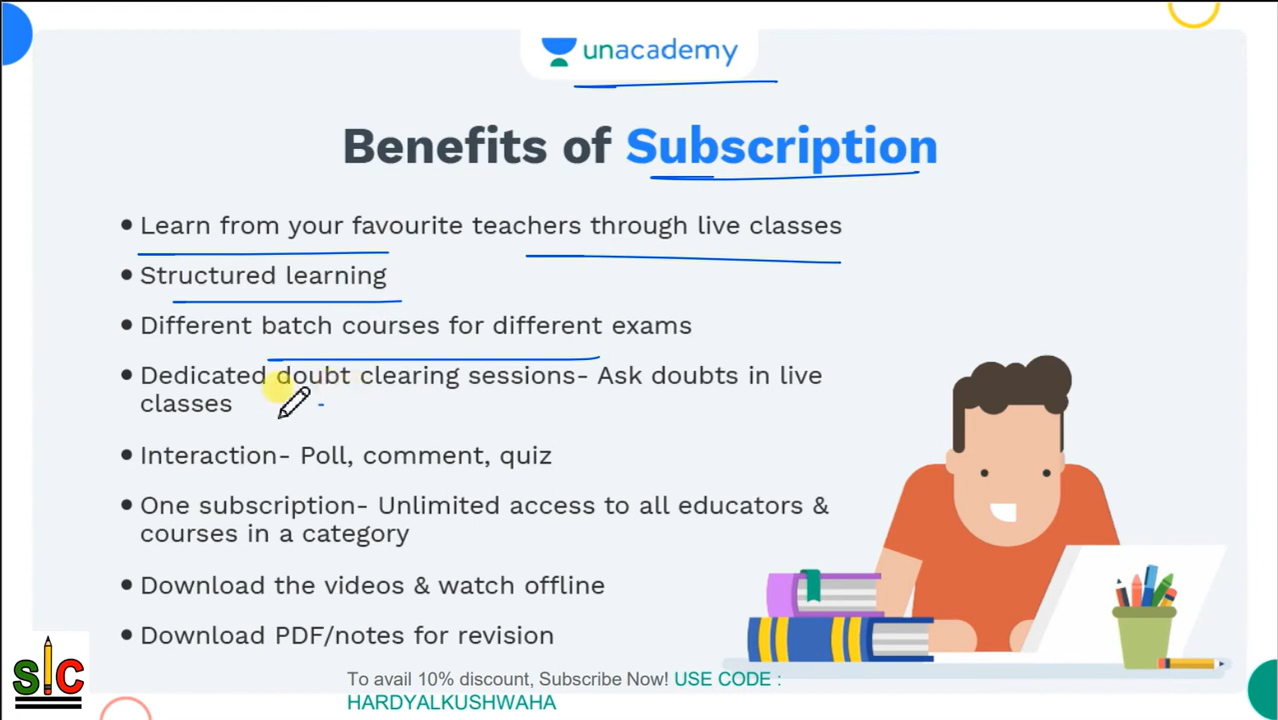 unacademy
Benefits of Subscription
• Learn from your favourite teachers through live classes
• Structured learning
• Different batch courses for different exams
• Dedicated doubt clearing sessions- Ask doubts in live
classes
• Interaction- Poll, comment, quiz
• One subscription- Unlimited access to all educators &
courses in a category
• Download the videos & watch offline
• Download PDF/notes for revision
SIC
To avail 10% discount, Subscribe Now! USE CODE :
HARDYALKUSHWAHA